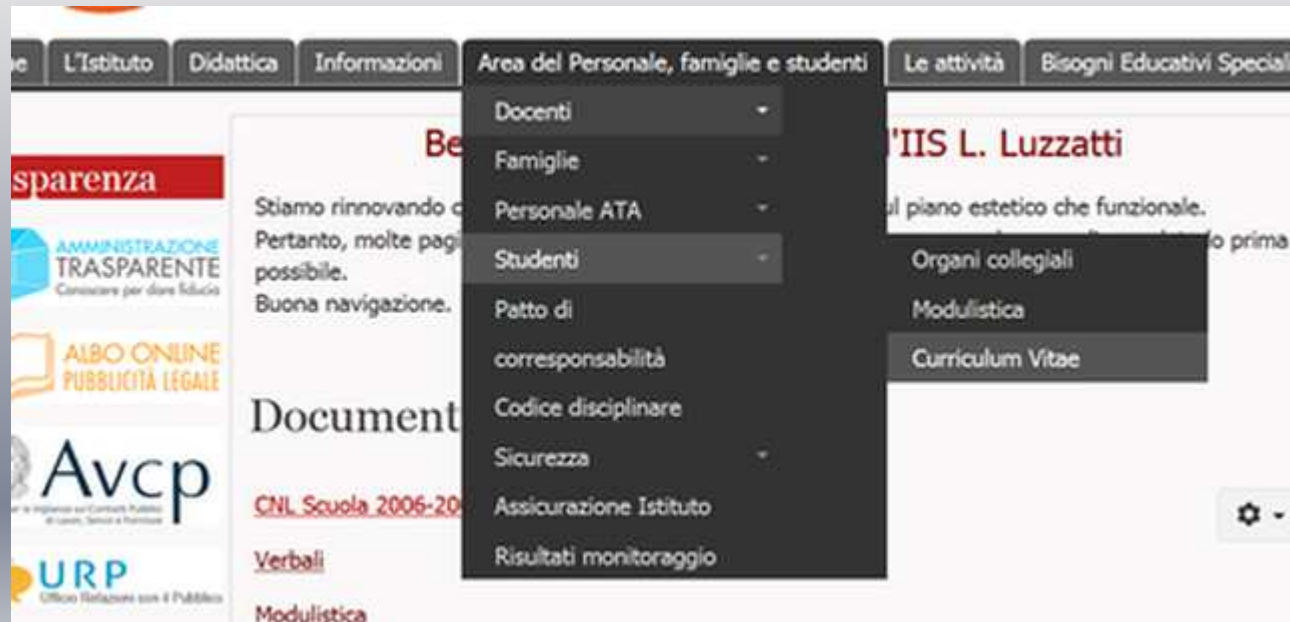 L'Istituto Didattica Informazioni Area del Personale, famiglie e studenti Le attività Bisogni Educativi Speciali
Docenti
Famiglie
Personale ATA
Studenti
Patto di
corresponsabilità
Codice disciplinare
Sicurezza
Assicurazione Istituto
Risultati monitoraggio
Organi collegiali
Modulistica
Curriculum Vitae
Be
l'IIS L. Luzzatti
Stiamo rinnovando
ul piano estetico che funzionale.
Pertanto, molte pagi
lo prima
possibile.
Buona navigazione.
Document
CNL Scuola 2006-20
Verbali
Modulistica
sparenza
AMMINISTRAZIONE
TRASPARENTE
Conoscere per dare fiducia
ALBO ONLINE
PUBBLICITÀ LEGALE
Avcp
URP
Ufficio Relazioni con il Pubblico